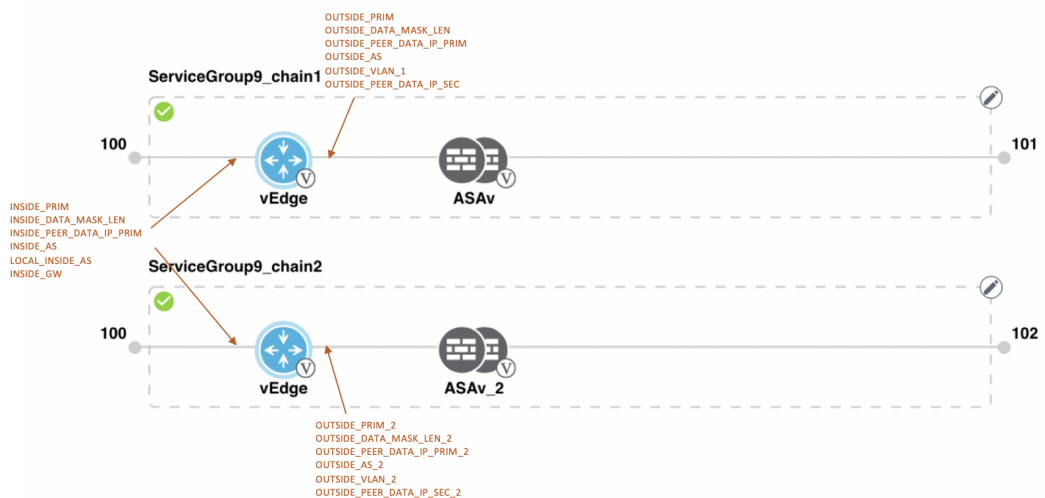 OUTSIDE_PRIM
OUTSIDE_DATA_MASK_LEN
OUTSIDE_PEER_DATA_IP_PRIM
OUTSIDE_AS
OUTSIDE_VLAN_1
OUTSIDE_PEER_DATA_IP_SEC
ServiceGroup9_chain1
100
101
V
V
vEdge
ASAv
INSIDE_PRIM
INSIDE_DATA_MASK_LEN
INSIDE_PEER_DATA_IP_PRIM
INSIDE_AS
LOCAL_INSIDE_AS
INSIDE_GW
ServiceGroup9_chain2
100
102
V
V
vEdge
ASAv_2
OUTSIDE_PRIM_2
OUTSIDE_DATA_MASK_LEN_2
OUTSIDE_PEER_DATA_IP_PRIM_2
OUTSIDE_AS_2
OUTSIDE_VLAN_2
OUTSIDE_PEER_DATA_IP_SEC_2